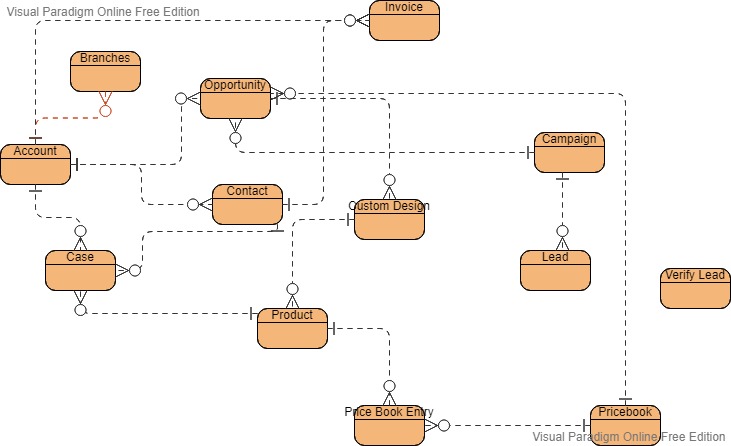 Visual Paradigm Online Free Edition
Invoice
Branches
Opportunity
Campaign
Account
Contact
Custom Design
Case
Lead
Verify Lead
Product
Price Book Entry
Pricebook
Visual Paradigm Online Free Edition